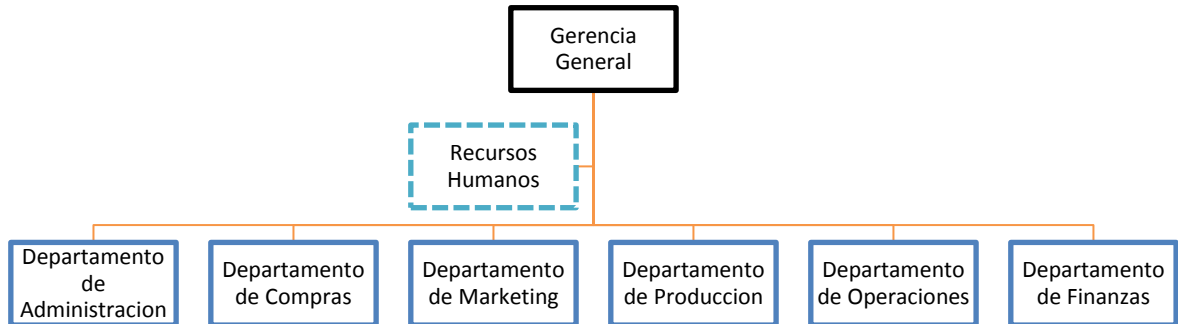 Gerencia
General
Recursos
Humanos
Departamento
de
Administracion
Departamento
de Compras
Departamento
de Marketing
Departamento
de Produccion
Departamento
de Operaciones
Departamento
de Finanzas